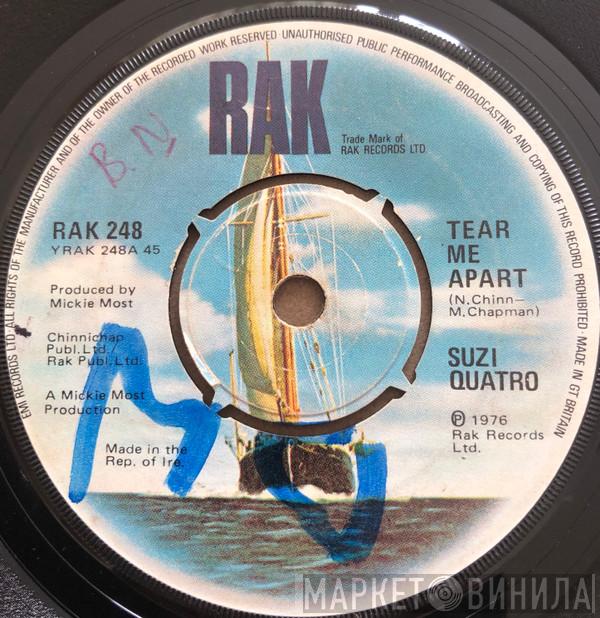 EMI RECORDS LTD ALL RIGHTS OF THE MANUFACTURER AND OF THE OWNER OF THE RECORDED WORK RESERVED UNAUTHORISED PUBLIC PERFORMANCE BROADCASTING AND COPYING OF THIS RECORD PROHIBITED · MADE IN GT BRITAIN
RAK
Trade Mark of
RAK RECORDS LTD.
B.N
RAK 248
YRAK 248A 45
Produced by
Mickie Most
Chinnichap
Publ.Ltd./
Rak Publ.Ltd.
A Mickie Most
Production
Made in the
Rep. of Ire.
TEAR
ME
APART
(N.Chinn–
M.Chapman)
SUZI
QUATRO
℗ 1976
Rak Records
Ltd.
МАРКЕТ ВИНИЛА